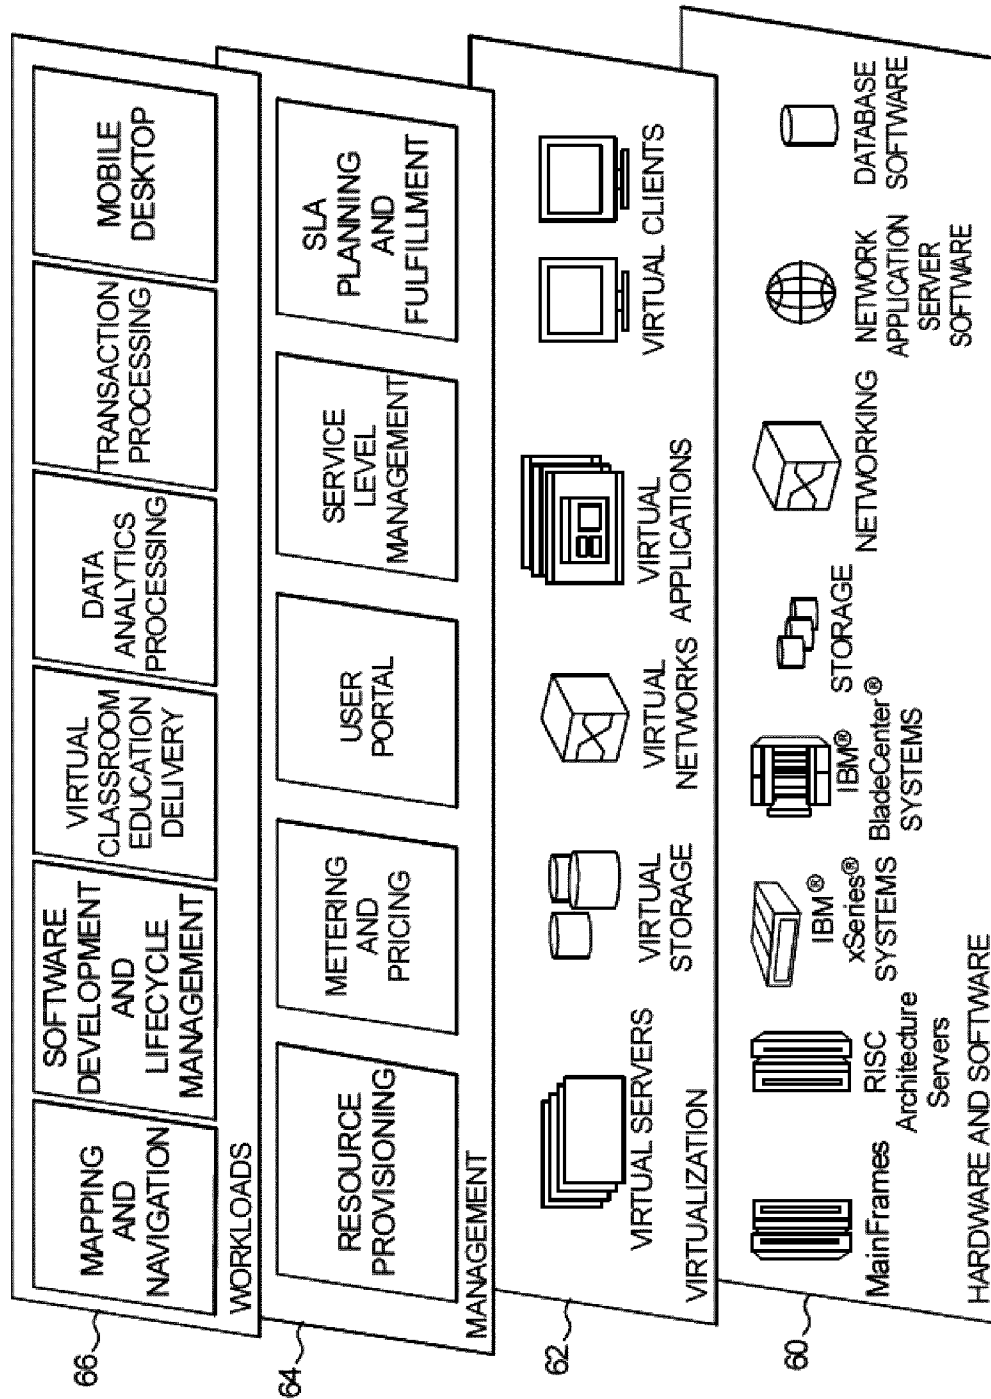 66
MAPPING
AND
NAVIGATION
SOFTWARE
DEVELOPMENT
AND
LIFECYCLE
MANAGEMENT
VIRTUAL
CLASSROOM
EDUCATION
DELIVERY
DATA
ANALYTICS
PROCESSING
TRANSACTION
PROCESSING
MOBILE
DESKTOP
WORKLOADS
64
RESOURCE
PROVISIONING
METERING
AND
PRICING
USER
PORTAL
SERVICE
LEVEL
MANAGEMENT
SLA
PLANNING
AND
FULFILLMENT
MANAGEMENT
62
VIRTUAL SERVERS
VIRTUAL
STORAGE
VIRTUAL
NETWORKS
VIRTUAL
APPLICATIONS
VIRTUAL CLIENTS
VIRTUALIZATION
60
MainFrames
RISC
Architecture
Servers
IBM®
xSeries®
SYSTEMS
IBM®
BladeCenter®
SYSTEMS
STORAGE
NETWORKING
NETWORK
APPLICATION
SERVER
SOFTWARE
DATABASE
SOFTWARE
HARDWARE AND SOFTWARE